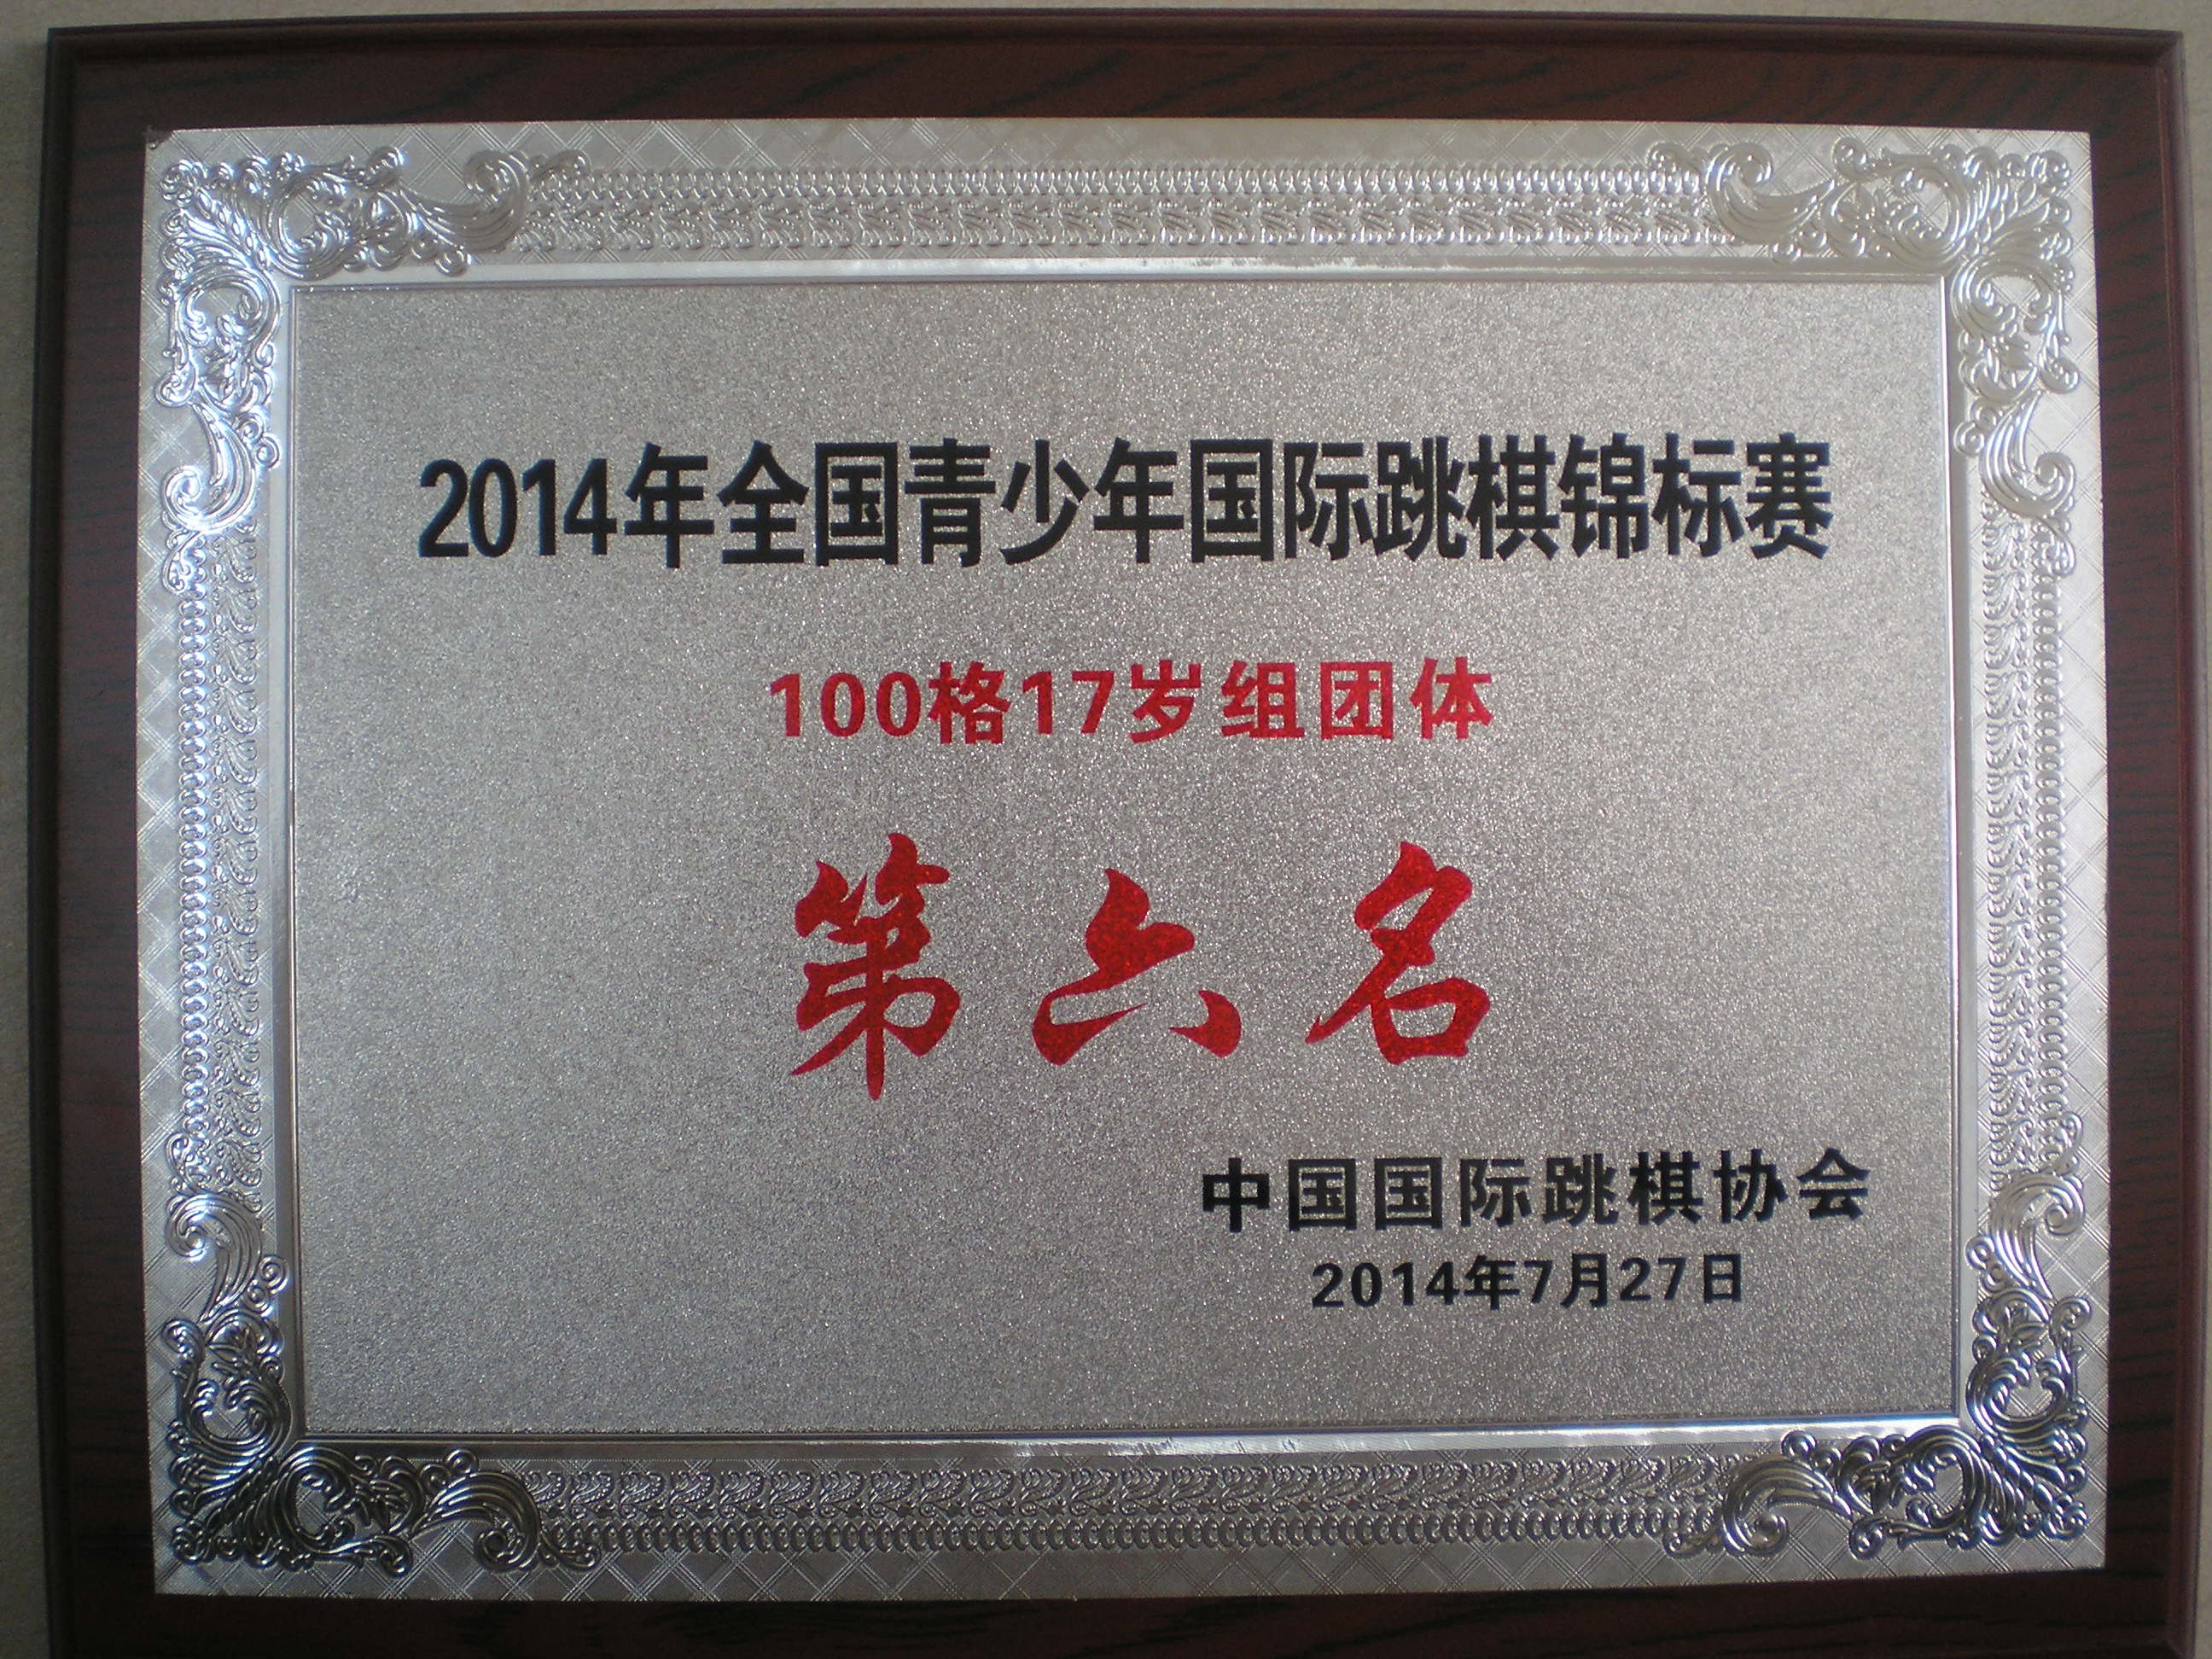 2014年全国青少年国际跳棋锦标赛
100格17岁组团体
第六名
中国国际跳棋协会
2014年7月27日